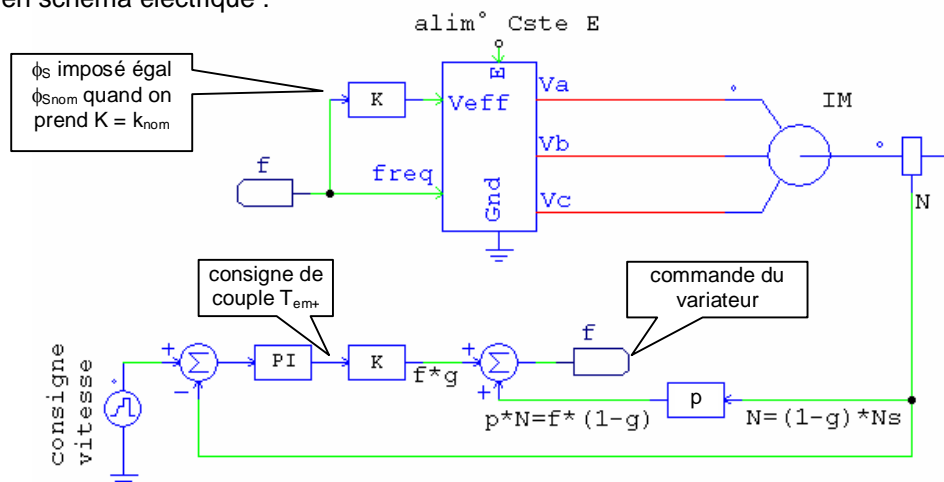 en schéma électrique :
alim° Cste E
ϕS imposé égal
ϕSnom quand on
prend K = knom
K
E
Veff
freq
Gnd
Va
Vb
Vc
IM
N
f
consigne de
couple Tem+
commande du
variateur
consigne
vitesse
+
−
Σ
PI
K
f*g
+
+
Σ
f
p
p*N=f*(1-g)
N=(1-g)*Ns